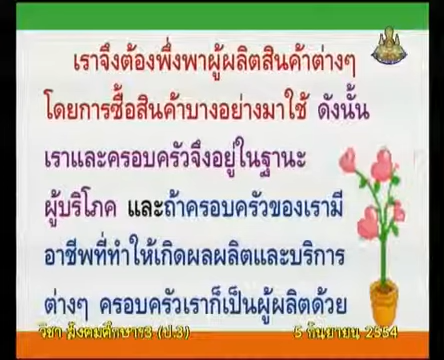 เราจึงต้องพึ่งพาผู้ผลิตสินค้าต่างๆ
โดยการซื้อสินค้าบางอย่างมาใช้ ดังนั้น
เราและครอบครัวจึงอยู่ในฐานะ
ผู้บริโภค และถ้าครอบครัวของเรามี
อาชีพที่ทำให้เกิดผลผลิตและบริการ
ต่างๆ ครอบครัวเราก็เป็นผู้ผลิตด้วย
วิชา สังคมศึกษาฯ3 (ป.3) 5 กันยายน 2554